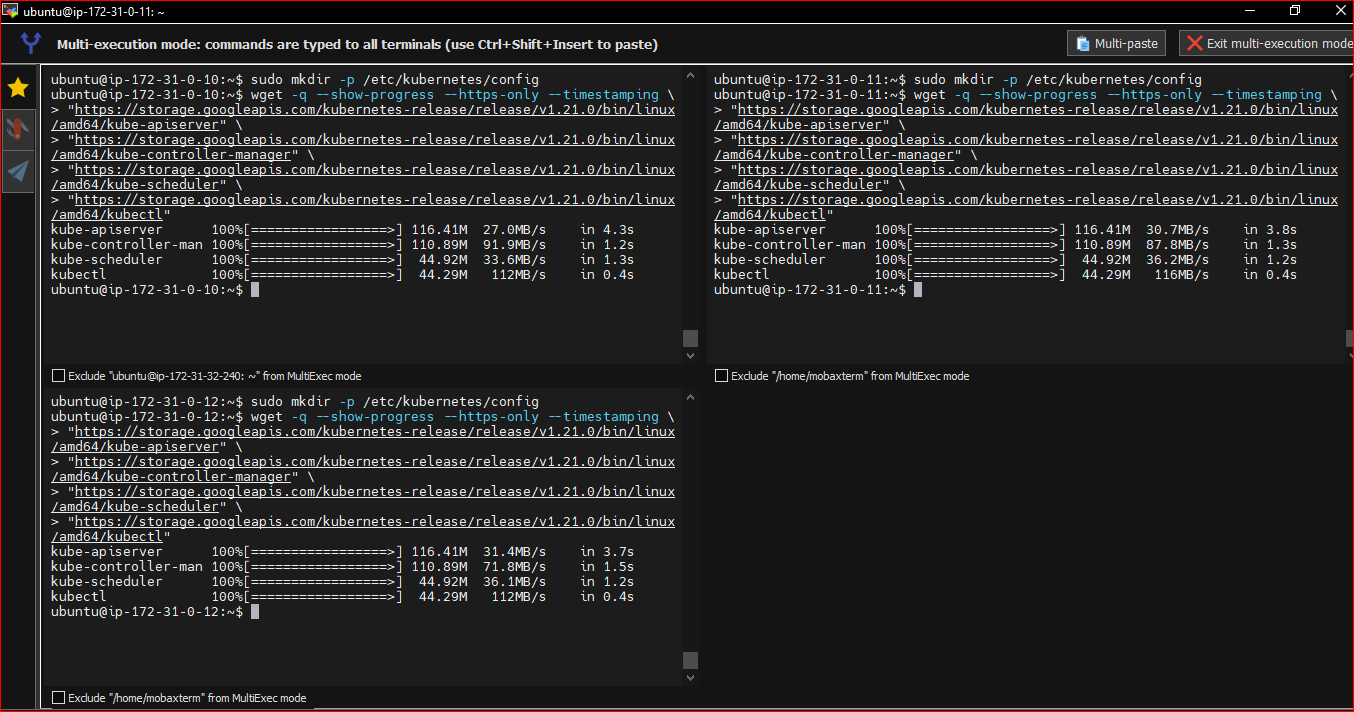 ubuntu@ip-172-31-0-11: ~
Multi-execution mode: commands are typed to all terminals (use Ctrl+Shift+Insert to paste)
Multi-paste
Exit multi-execution mode
ubuntu@ip-172-31-0-10:~$ sudo mkdir -p /etc/kubernetes/config
ubuntu@ip-172-31-0-10:~$ wget -q --show-progress --https-only --timestamping \
> "https://storage.googleapis.com/kubernetes-release/release/v1.21.0/bin/linux
/amd64/kube-apiserver" \
> "https://storage.googleapis.com/kubernetes-release/release/v1.21.0/bin/linux
/amd64/kube-controller-manager" \
> "https://storage.googleapis.com/kubernetes-release/release/v1.21.0/bin/linux
/amd64/kube-scheduler" \
> "https://storage.googleapis.com/kubernetes-release/release/v1.21.0/bin/linux
/amd64/kubectl"
kube-apiserver      100%[=================>] 116.41M  27.0MB/s    in 4.3s
kube-controller-man 100%[=================>] 110.89M  91.9MB/s    in 1.2s
kube-scheduler      100%[=================>]  44.92M  33.6MB/s    in 1.3s
kubectl             100%[=================>]  44.29M   112MB/s    in 0.4s
ubuntu@ip-172-31-0-10:~$
Exclude "ubuntu@ip-172-31-32-240: ~" from MultiExec mode
ubuntu@ip-172-31-0-11:~$ sudo mkdir -p /etc/kubernetes/config
ubuntu@ip-172-31-0-11:~$ wget -q --show-progress --https-only --timestamping \
> "https://storage.googleapis.com/kubernetes-release/release/v1.21.0/bin/linux
/amd64/kube-apiserver" \
> "https://storage.googleapis.com/kubernetes-release/release/v1.21.0/bin/linux
/amd64/kube-controller-manager" \
> "https://storage.googleapis.com/kubernetes-release/release/v1.21.0/bin/linux
/amd64/kube-scheduler" \
> "https://storage.googleapis.com/kubernetes-release/release/v1.21.0/bin/linux
/amd64/kubectl"
kube-apiserver      100%[=================>] 116.41M  30.7MB/s    in 3.8s
kube-controller-man 100%[=================>] 110.89M  87.8MB/s    in 1.3s
kube-scheduler      100%[=================>]  44.92M  36.2MB/s    in 1.2s
kubectl             100%[=================>]  44.29M   116MB/s    in 0.4s
ubuntu@ip-172-31-0-11:~$
Exclude "/home/mobaxterm" from MultiExec mode
ubuntu@ip-172-31-0-12:~$ sudo mkdir -p /etc/kubernetes/config
ubuntu@ip-172-31-0-12:~$ wget -q --show-progress --https-only --timestamping \
> "https://storage.googleapis.com/kubernetes-release/release/v1.21.0/bin/linux
/amd64/kube-apiserver" \
> "https://storage.googleapis.com/kubernetes-release/release/v1.21.0/bin/linux
/amd64/kube-controller-manager" \
> "https://storage.googleapis.com/kubernetes-release/release/v1.21.0/bin/linux
/amd64/kube-scheduler" \
> "https://storage.googleapis.com/kubernetes-release/release/v1.21.0/bin/linux
/amd64/kubectl"
kube-apiserver      100%[=================>] 116.41M  31.4MB/s    in 3.7s
kube-controller-man 100%[=================>] 110.89M  71.8MB/s    in 1.5s
kube-scheduler      100%[=================>]  44.92M  36.1MB/s    in 1.2s
kubectl             100%[=================>]  44.29M   112MB/s    in 0.4s
ubuntu@ip-172-31-0-12:~$
Exclude "/home/mobaxterm" from MultiExec mode